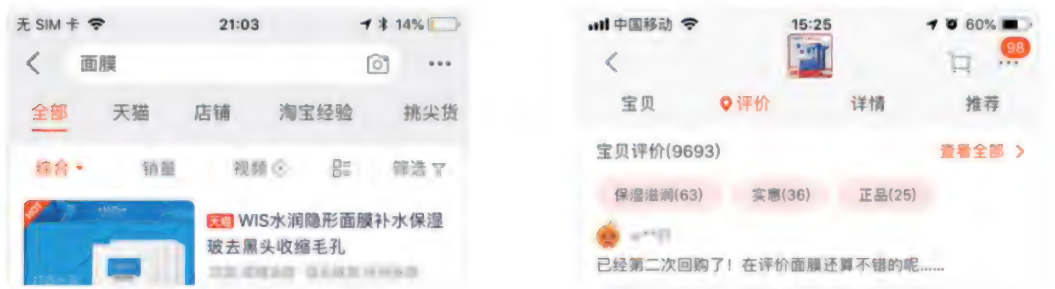 无 SIM 卡 21:03 14%
面膜
全部 天猫 店铺 淘宝经验 挑尖货
综合 销量 视频 筛选
HOT
天猫 WIS水润隐形面膜补水保湿
玻去黑头收缩毛孔
中国移动 15:25 60%
98
宝贝 评价 详情 推荐
宝贝评价(9693) 查看全部
保湿滋润(63) 实惠(36) 正品(25)
已经第二次回购了！在评价面膜还算不错的呢……